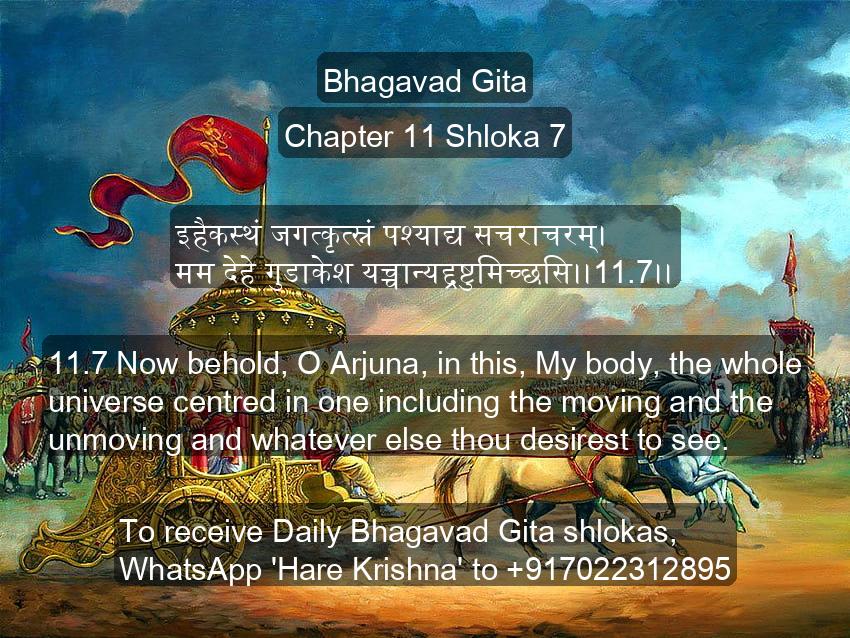 Bhagavad Gita
Chapter 11 Shloka 7
इहैकस्थं जगत्कृत्स्नं पश्याद्य सचराचरम्।
मम देहे गुडाकेश यच्चान्यद्द्रष्टुमिच्छसि।।11.7।।
11.7 Now behold, O Arjuna, in this, My body, the whole
universe centred in one including the moving and the
unmoving and whatever else thou desirest to see.
To receive Daily Bhagavad Gita shlokas,
WhatsApp 'Hare Krishna' to +917022312895